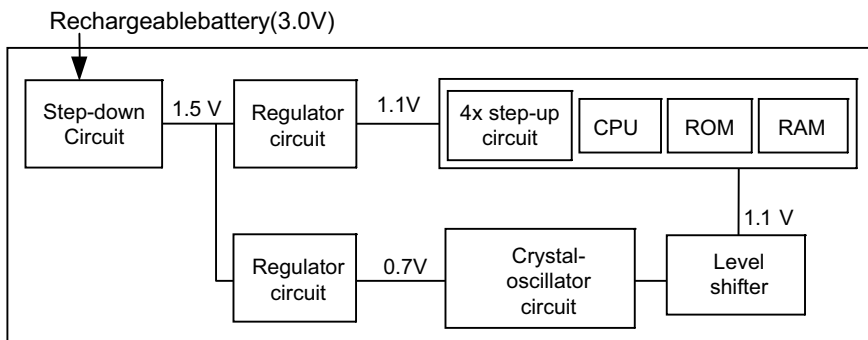 Rechargeablebattery(3.0V)
Step-down
Circuit
1.5 V
Regulator
circuit
1.1V
4x step-up
circuit
CPU
ROM
RAM
1.1 V
Regulator
circuit
0.7V
Crystal-
oscillator
circuit
Level
shifter